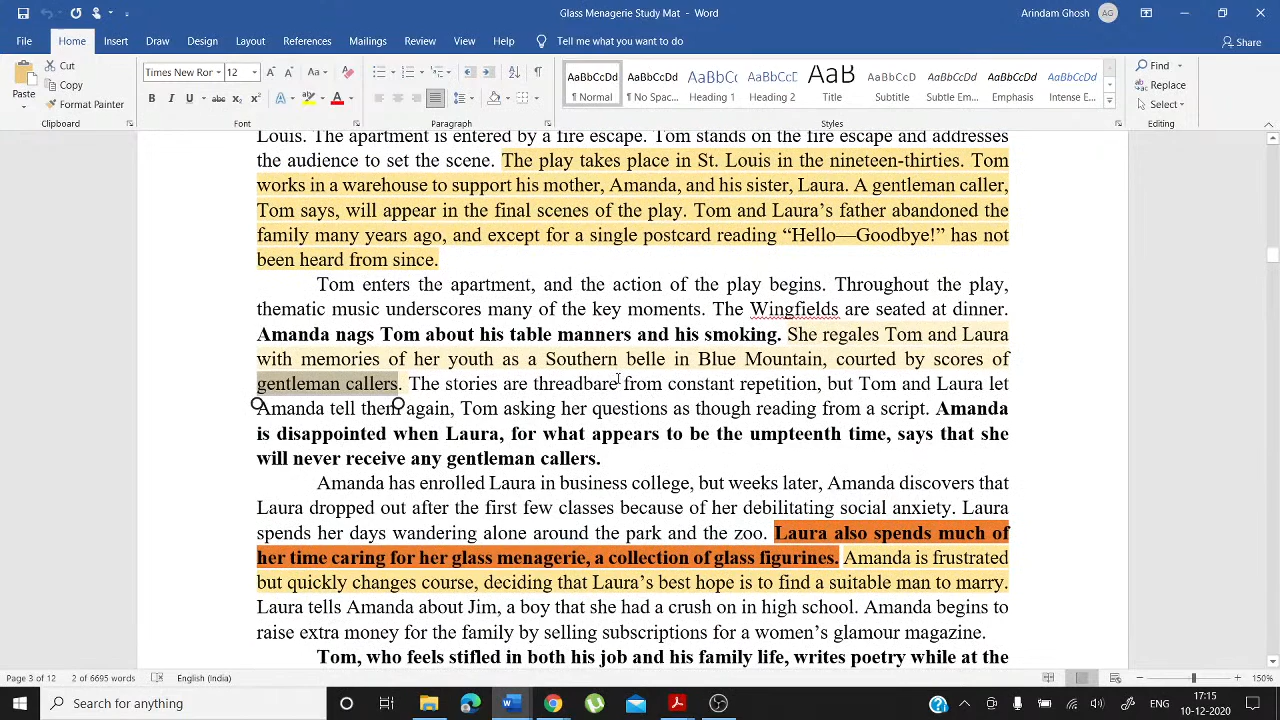 Glass Menagerie Study Mat - Word
Arindam Ghosh AG
File Home Insert Draw Design Layout References Mailings Review View Help Tell me what you want to do Share
Paste Cut Copy Format Painter
Clipboard
Times New Ror 12 Aa
B I U abc x₂ x² A A
Font
Paragraph
AaBbCcDd AaBbCcDd AaBbCcC AaBbCcC AaB AaBbCcD AaBbCcDd AaBbCcDd AaBbCcDd
¶ Normal ¶ No Spac... Heading 1 Heading 2 Title Subtitle Subtle Em... Emphasis Intense E...
Styles
Find Replace Select
Editing
Louis. The apartment is entered by a fire escape. Tom stands on the fire escape and addresses
the audience to set the scene. The play takes place in St. Louis in the nineteen-thirties. Tom
works in a warehouse to support his mother, Amanda, and his sister, Laura. A gentleman caller,
Tom says, will appear in the final scenes of the play. Tom and Laura’s father abandoned the
family many years ago, and except for a single postcard reading “Hello—Goodbye!” has not
been heard from since.
Tom enters the apartment, and the action of the play begins. Throughout the play,
thematic music underscores many of the key moments. The Wingfields are seated at dinner.
Amanda nags Tom about his table manners and his smoking. She regales Tom and Laura
with memories of her youth as a Southern belle in Blue Mountain, courted by scores of
gentleman callers. The stories are threadbare from constant repetition, but Tom and Laura let
Amanda tell them again, Tom asking her questions as though reading from a script. Amanda
is disappointed when Laura, for what appears to be the umpteenth time, says that she
will never receive any gentleman callers.
Amanda has enrolled Laura in business college, but weeks later, Amanda discovers that
Laura dropped out after the first few classes because of her debilitating social anxiety. Laura
spends her days wandering alone around the park and the zoo. Laura also spends much of
her time caring for her glass menagerie, a collection of glass figurines. Amanda is frustrated
but quickly changes course, deciding that Laura’s best hope is to find a suitable man to marry.
Laura tells Amanda about Jim, a boy that she had a crush on in high school. Amanda begins to
raise extra money for the family by selling subscriptions for a women’s glamour magazine.
Tom, who feels stifled in both his job and his family life, writes poetry while at the
Page 3 of 12 2 of 6695 words English (India) 150%
Type here to search
17:15
ENG
10-12-2020